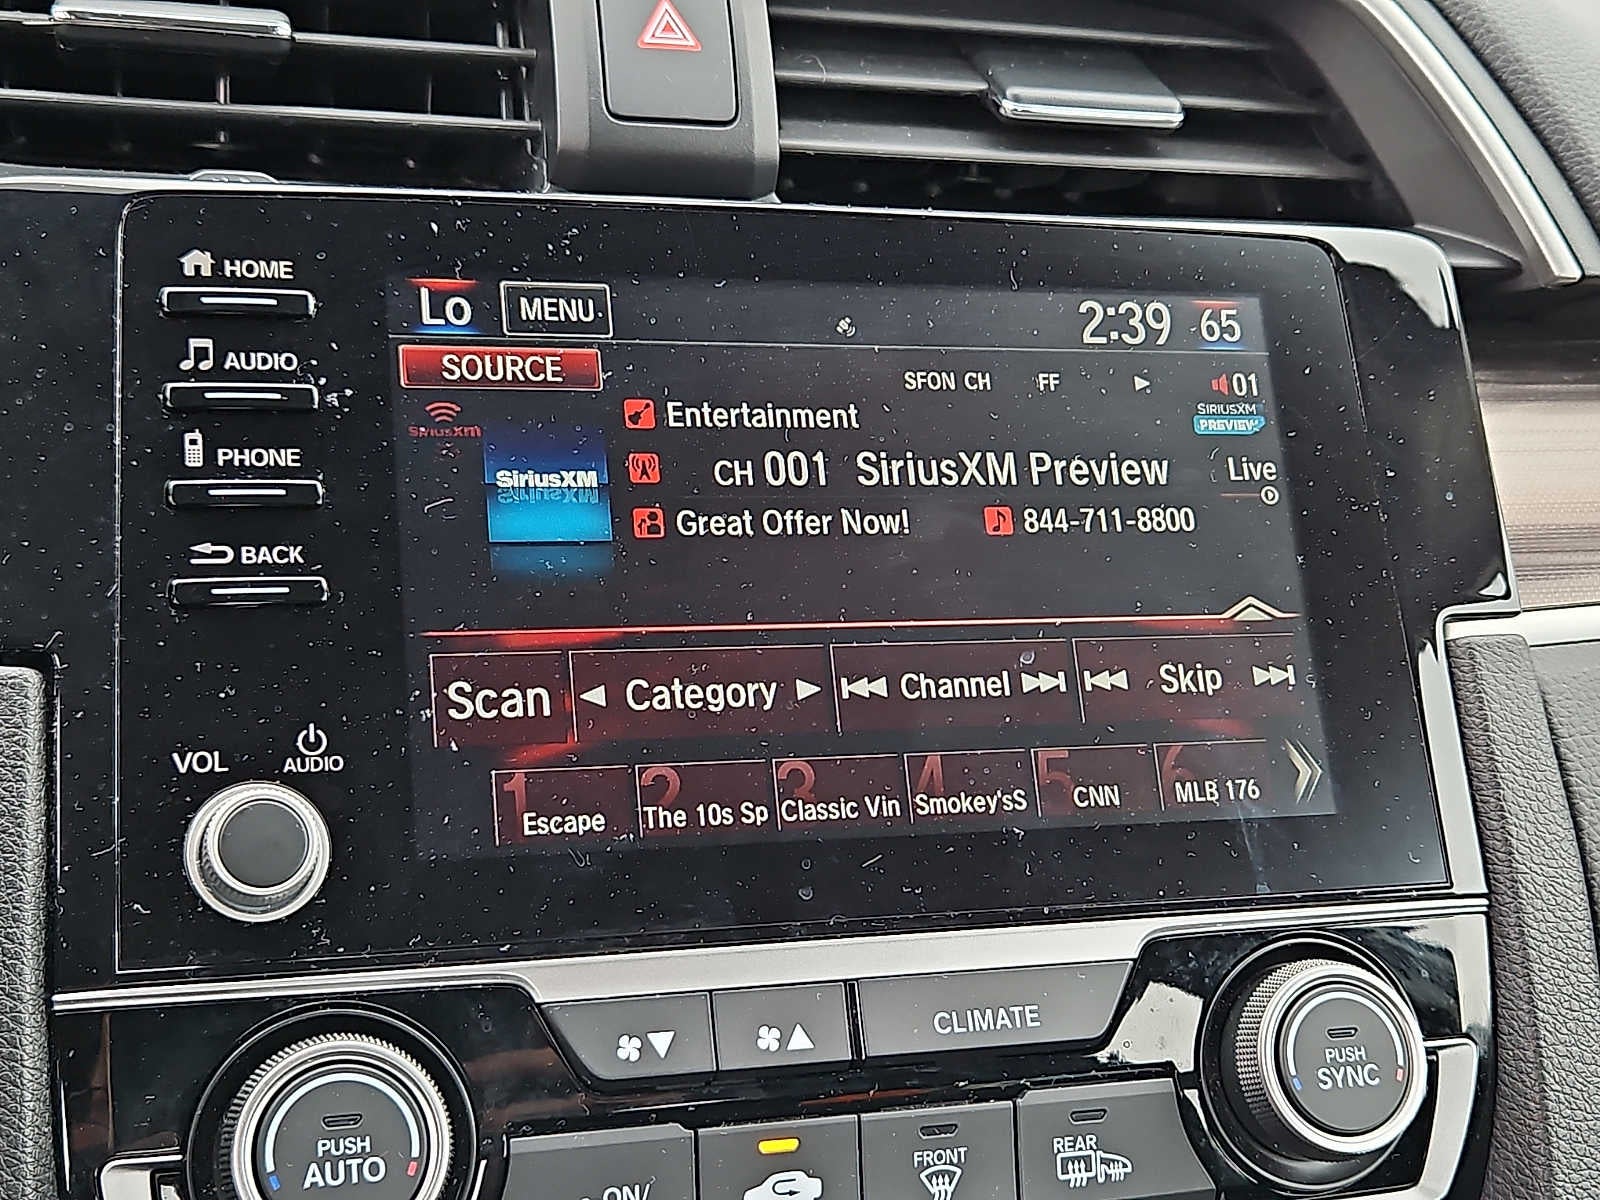 HOME
AUDIO
PHONE
BACK
VOL
AUDIO
Lo MENU 2:39 65
SOURCE
SFON CH FF 01
SIRIUSXM
PREVIEW
SiriusXM
SiriusXM
Entertainment
CH 001 SiriusXM Preview Live
Great Offer Now! 844-711-8800
Scan Category Channel Skip
1 Escape
2 The 10s Sp
3 Classic Vin
4 Smokey'sS
5 CNN
6 MLB 176
CLIMATE
PUSH
AUTO
ON/
FRONT
REAR
PUSH
SYNC